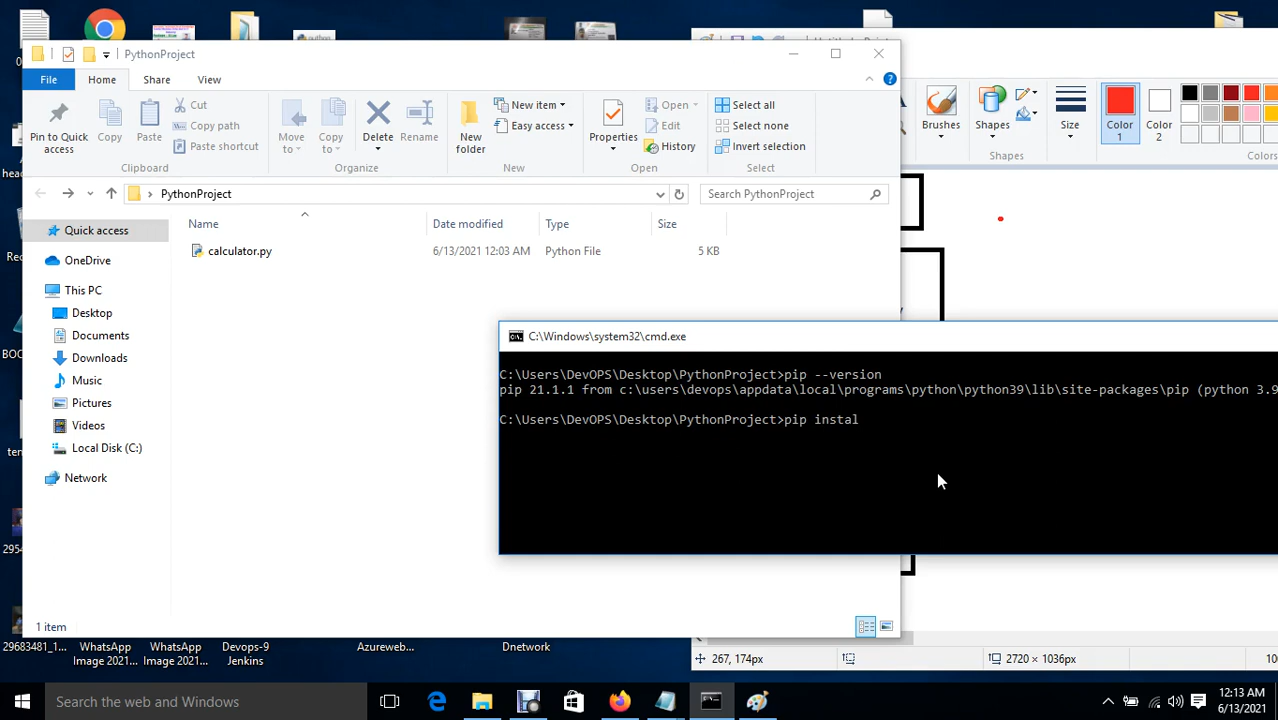 PythonProject
File
Home
Share
View
Pin to Quick access
Copy
Paste
Cut
Copy path
Paste shortcut
Clipboard
Move to
Copy to
Delete
Rename
Organize
New folder
New item
Easy access
New
Properties
Open
Edit
History
Open
Select all
Select none
Invert selection
Select
PythonProject
Search PythonProject
Name
Date modified
Type
Size
calculator.py
6/13/2021 12:03 AM
Python File
5 KB
Quick access
OneDrive
This PC
Desktop
Documents
Downloads
Music
Pictures
Videos
Local Disk (C:)
Network
1 item
Brushes
Shapes
Size
Color 1
Color 2
Shapes
Colors
C:\Windows\system32\cmd.exe
C:\Users\DevOPS\Desktop\PythonProject>pip --version
pip 21.1.1 from c:\users\devops\appdata\local\programs\python\python39\lib\site-packages\pip (python 3.9
C:\Users\DevOPS\Desktop\PythonProject>pip instal
267, 174px
2720 × 1036px
29683481_1...
WhatsApp Image 2021...
WhatsApp Image 2021...
Devops-9 Jenkins
Azureweb...
Dnetwork
Search the web and Windows
12:13 AM
6/13/2021